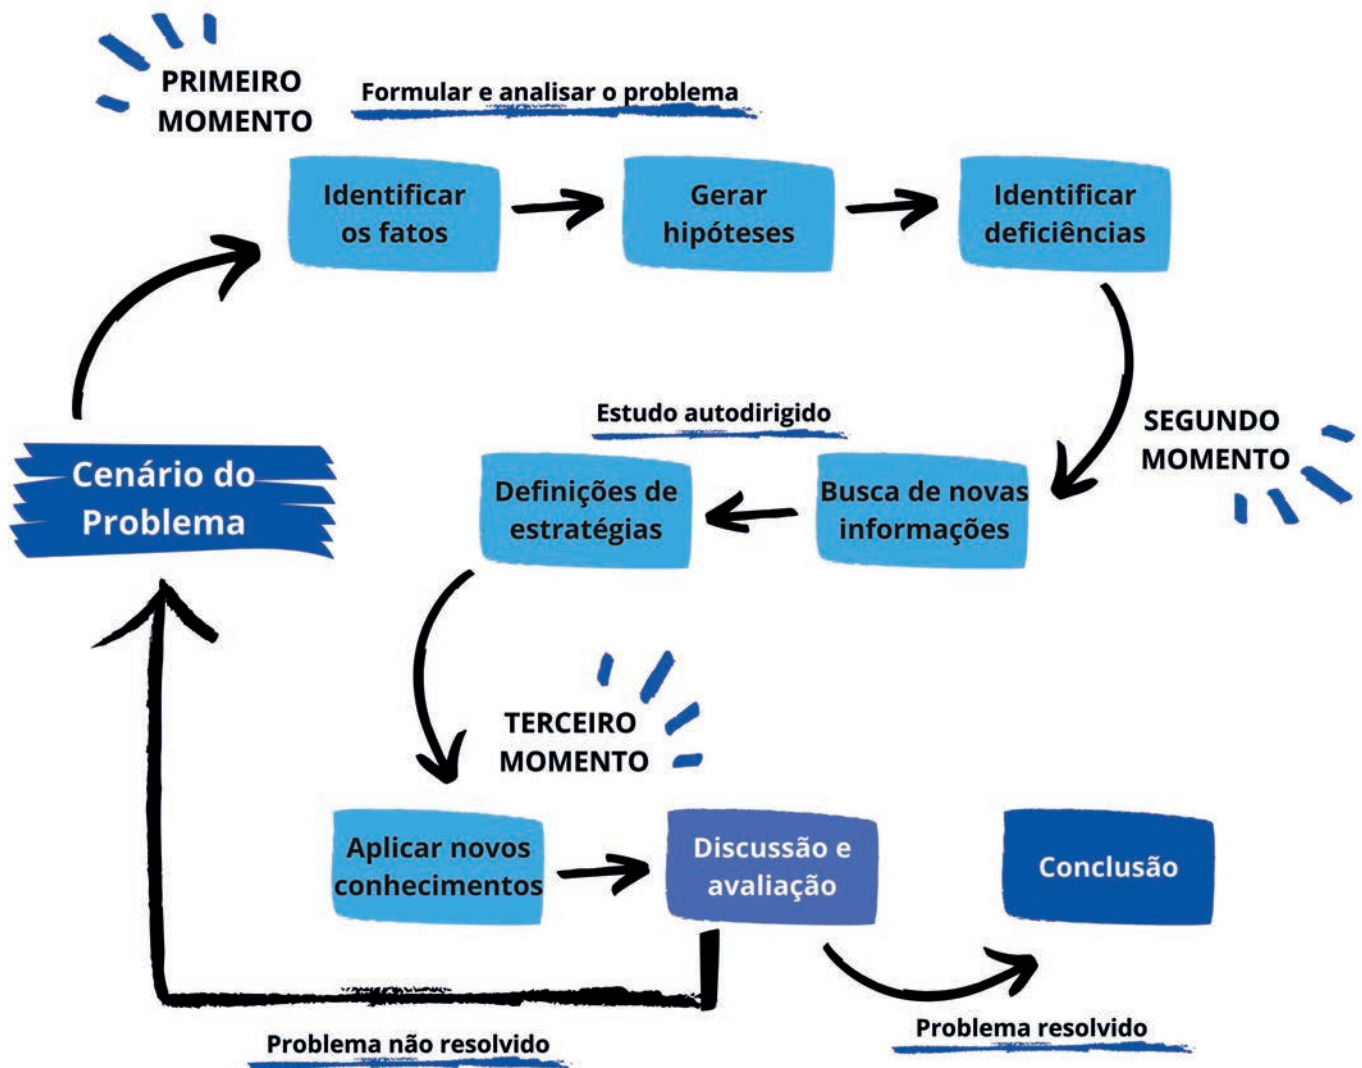 PRIMEIRO
MOMENTO
Formular e analisar o problema
Identificar
os fatos
Gerar
hipóteses
Identificar
deficiências
SEGUNDO
MOMENTO
Estudo autodirigido
Cenário do
Problema
Definições de
estratégias
Busca de novas
informações
TERCEIRO
MOMENTO
Aplicar novos
conhecimentos
Discussão e
avaliação
Conclusão
Problema não resolvido
Problema resolvido